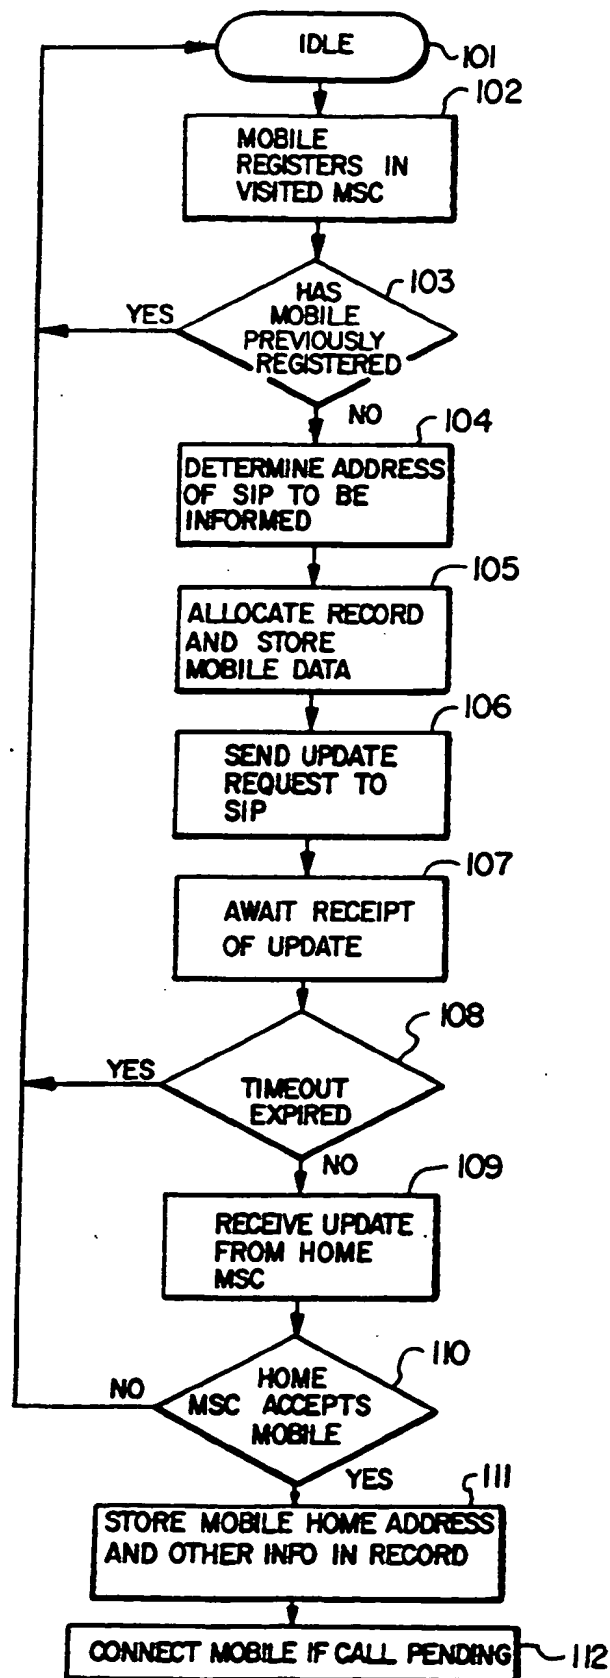 IDLE
101
102
MOBILE
REGISTERS IN
VISITED MSC
103
HAS
MOBILE
PREVIOUSLY
REGISTERED
YES
NO
104
DETERMINE ADDRESS
OF SIP TO BE
INFORMED
105
ALLOCATE RECORD
AND STORE
MOBILE DATA
106
SEND UPDATE
REQUEST TO
SIP
107
AWAIT RECEIPT
OF UPDATE
108
YES
TIMEOUT
EXPIRED
NO
109
RECEIVE UPDATE
FROM HOME
MSC
110
NO
HOME
MSC ACCEPTS
MOBILE
YES
111
STORE MOBILE HOME ADDRESS
AND OTHER INFO IN RECORD
CONNECT MOBILE IF CALL PENDING
112